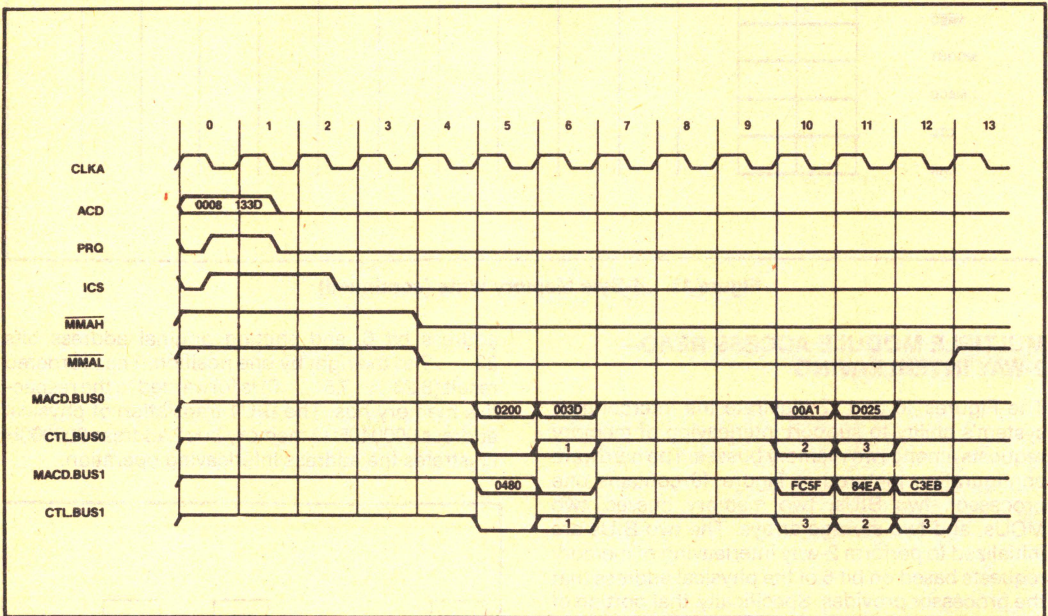 0 1 2 3 4 5 6 7 8 9 10 11 12 13
CLKA
ACD 0008 133D
PRQ
ICS
MMAH
MMAL
MACD.BUS0 0200 003D 00A1 D025
CTL.BUS0 1 2 3
MACD.BUS1 0480 FC5F 84EA C3EB
CTL.BUS1 1 3 2 3